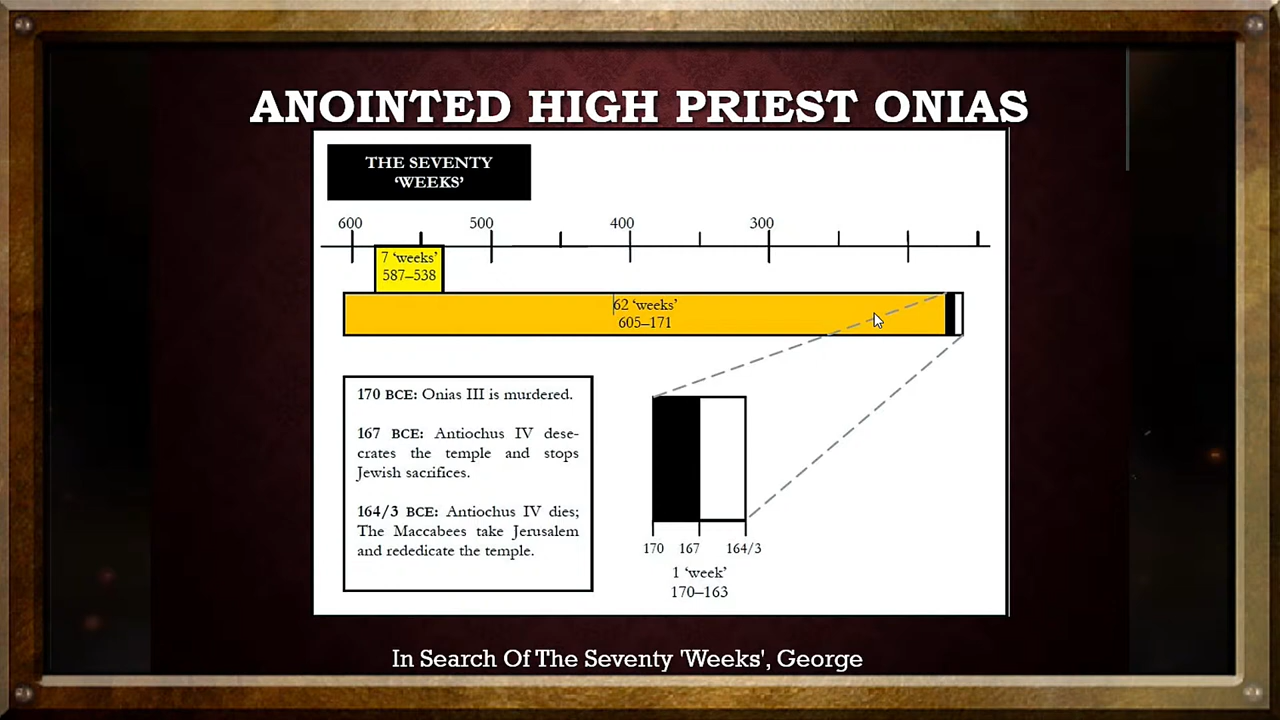 ANOINTED HIGH PRIEST ONIAS
THE SEVENTY
‘WEEKS’
600 500 400 300
7 ‘weeks’
587–538
62 ‘weeks’
605–171
170 BCE: Onias III is murdered.
167 BCE: Antiochus IV dese-
crates the temple and stops
Jewish sacrifices.
164/3 BCE: Antiochus IV dies;
The Maccabees take Jerusalem
and rededicate the temple.
170 167 164/3
1 ‘week’
170–163
In Search Of The Seventy 'Weeks', George